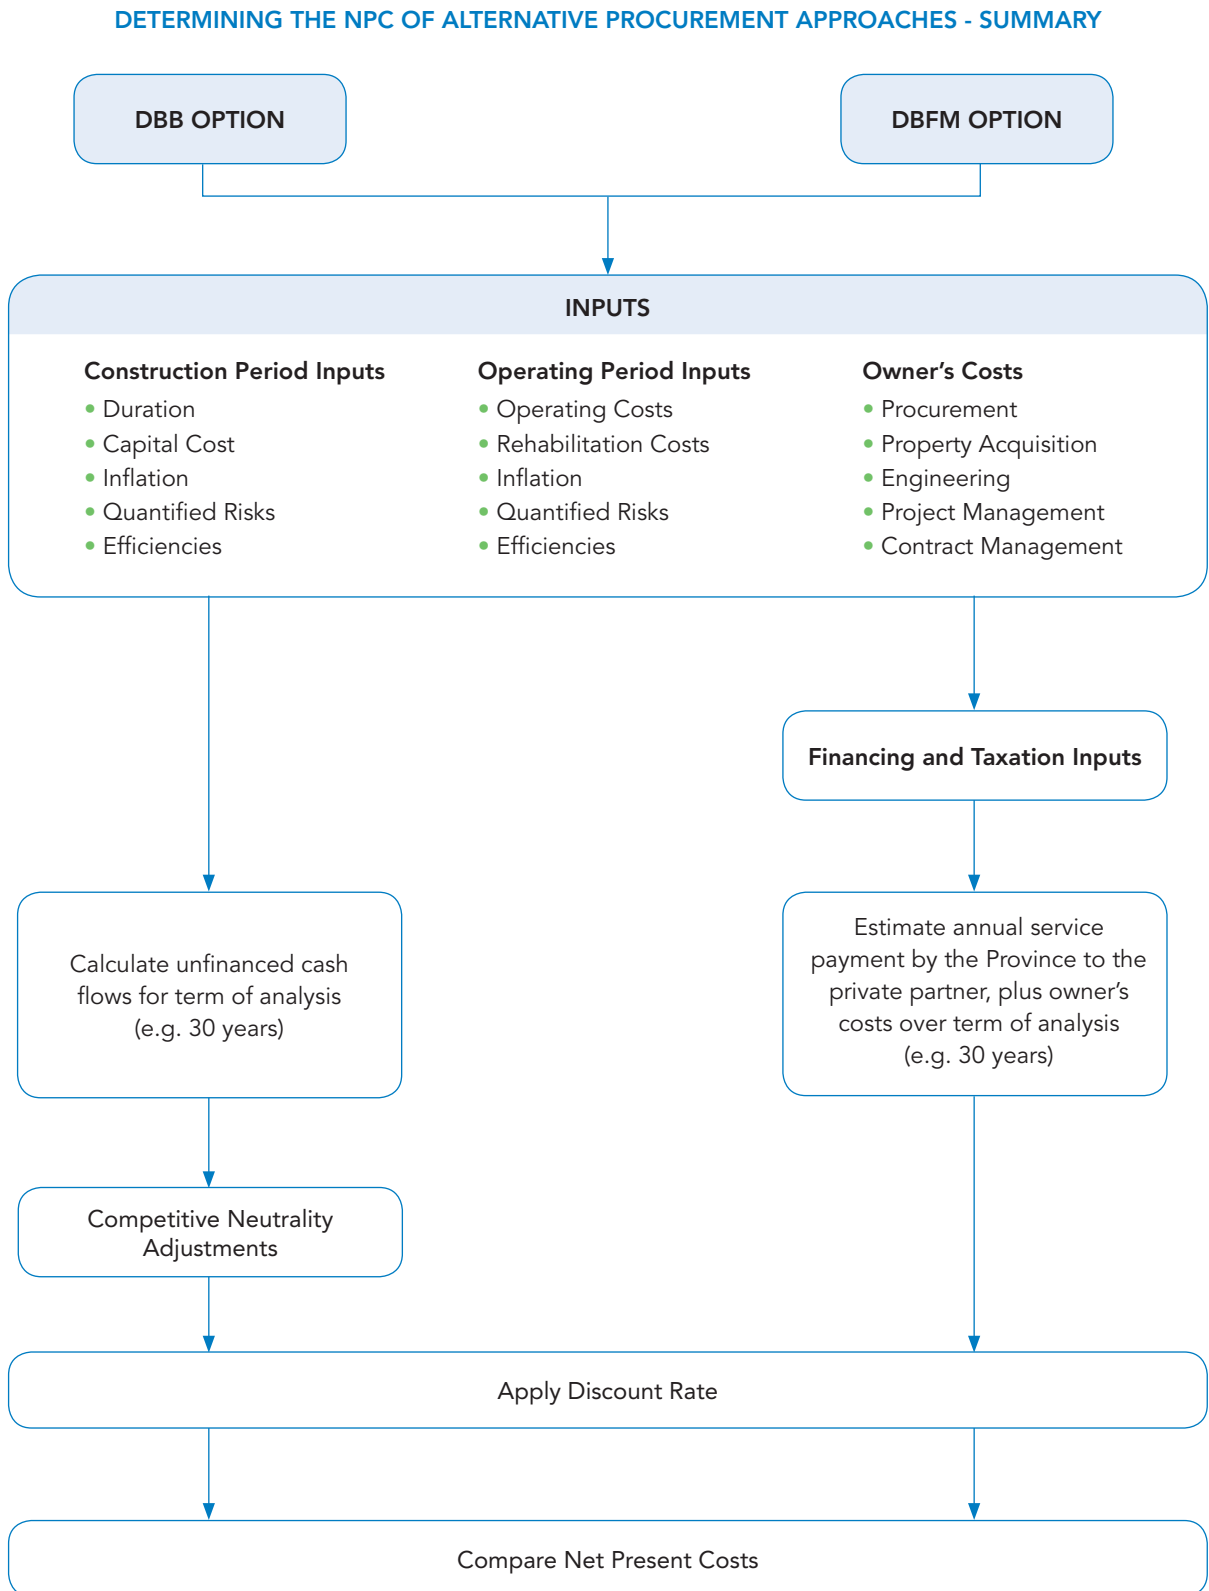 DETERMINING THE NPC OF ALTERNATIVE PROCUREMENT APPROACHES - SUMMARY
DBB OPTION
DBFM OPTION
INPUTS
Construction Period Inputs
• Duration
• Capital Cost
• Inflation
• Quantified Risks
• Efficiencies
Operating Period Inputs
• Operating Costs
• Rehabilitation Costs
• Inflation
• Quantified Risks
• Efficiencies
Owner's Costs
• Procurement
• Property Acquisition
• Engineering
• Project Management
• Contract Management
Financing and Taxation Inputs
Calculate unfinanced cash
flows for term of analysis
(e.g. 30 years)
Estimate annual service
payment by the Province to the
private partner, plus owner's
costs over term of analysis
(e.g. 30 years)
Competitive Neutrality
Adjustments
Apply Discount Rate
Compare Net Present Costs